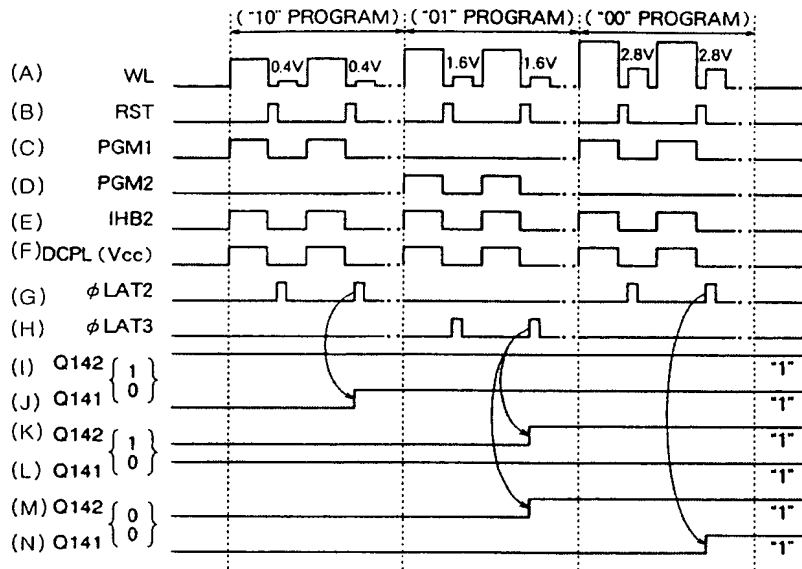 ("10" PROGRAM) ("01" PROGRAM) ("00" PROGRAM)
(A) WL 0.4V 0.4V 1.6V 1.6V 2.8V 2.8V
(B) RST
(C) PGM1
(D) PGM2
(E) IHB2
(F) DCPL (Vcc)
(G) φLAT2
(H) φLAT3
(I) Q142 { 1 } "1"
(J) Q141 { 0 } "1"
(K) Q142 { 1 } "1"
(L) Q141 { 0 } "1"
(M) Q142 { 0 } "1"
(N) Q141 { 0 } "1"